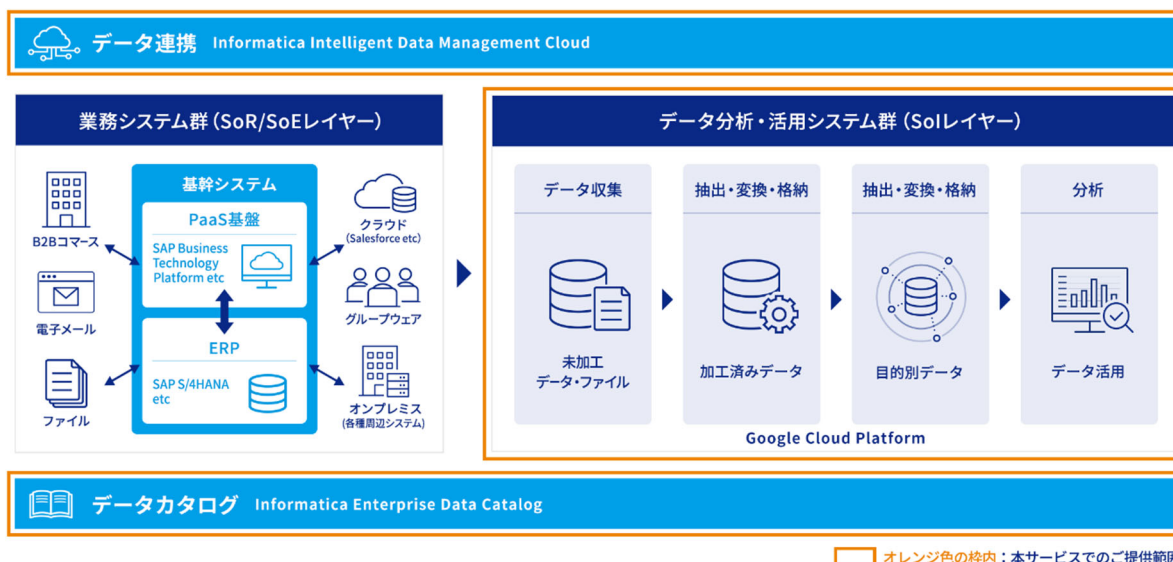 データ連携 Informatica Intelligent Data Management Cloud
業務システム群（SoR/SoEレイヤー）
基幹システム
PaaS基盤
SAP Business
Technology
Platform etc
ERP
SAP S/4HANA
etc
B2Bコマース
電子メール
ファイル
クラウド
(Salesforce etc)
グループウェア
オンプレミス
(各種周辺システム)
データ分析・活用システム群（SoIレイヤー）
データ収集
未加工
データ・ファイル
抽出・変換・格納
加工済みデータ
抽出・変換・格納
目的別データ
分析
データ活用
Google Cloud Platform
データカタログ Informatica Enterprise Data Catalog
オレンジ色の枠内：本サービスでのご提供範囲